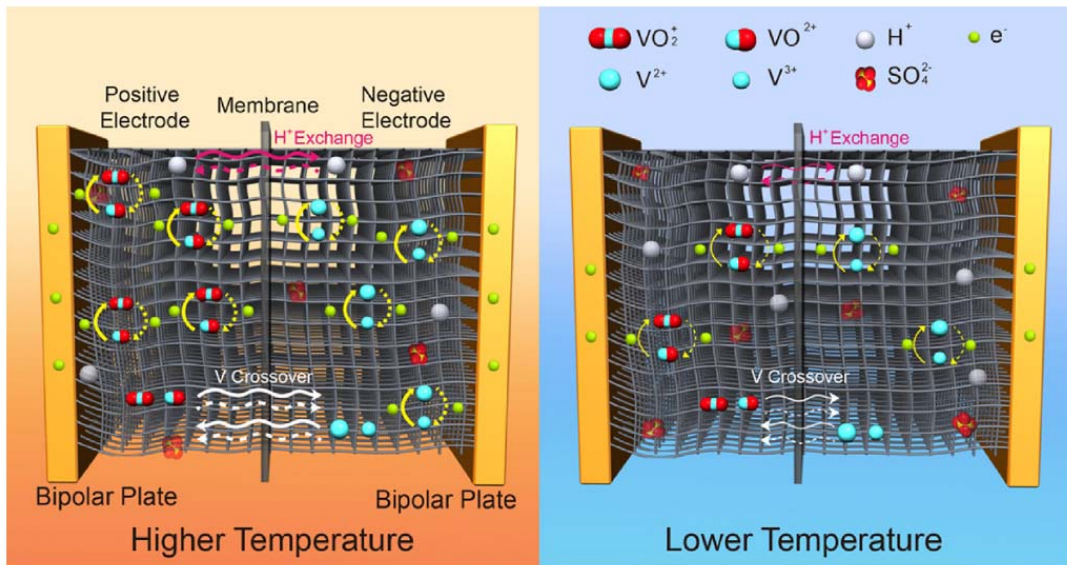 Positive
Electrode
Membrane
Negative
Electrode
H⁺Exchange
V Crossover
Bipolar Plate
Bipolar Plate
Higher Temperature
VO₂⁺
VO²⁺
H⁺
e⁻
V²⁺
V³⁺
SO₄²⁻
H⁺Exchange
V Crossover
Lower Temperature